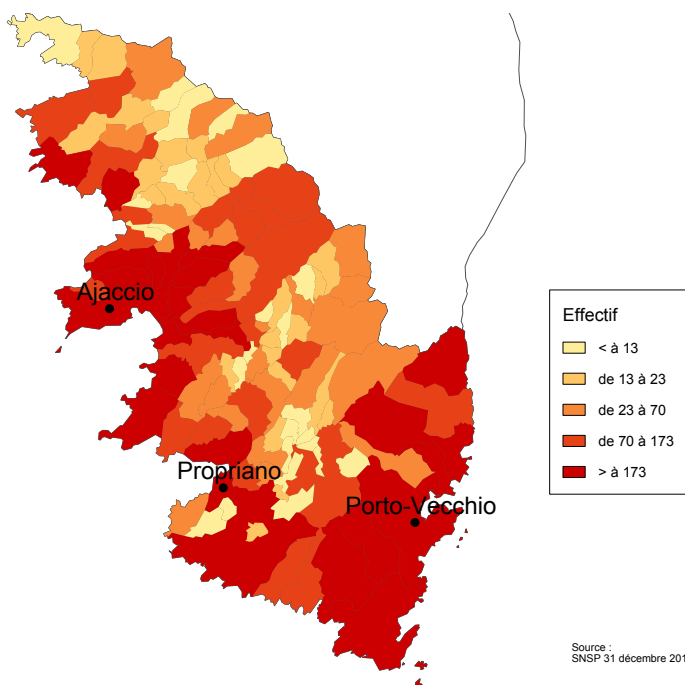 Ajaccio
Propriano
Porto-Vecchio
Effectif
< à 13
de 13 à 23
de 23 à 70
de 70 à 173
> à 173
Source :
SNSP 31 décembre 201